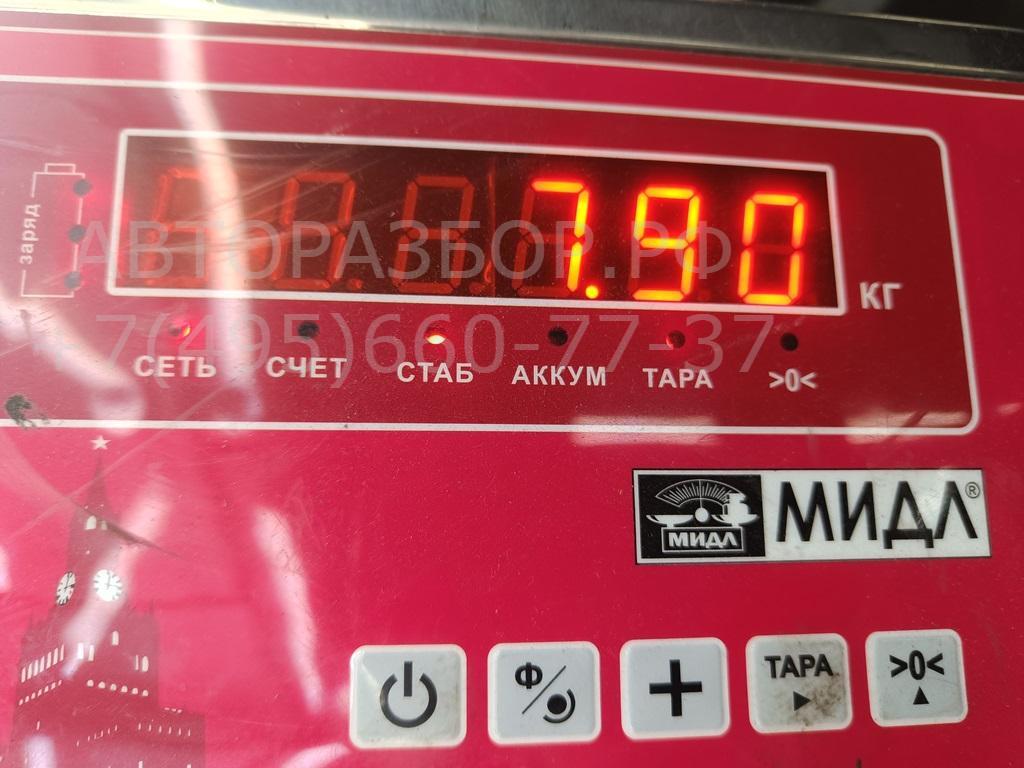 заряд
7.90
КГ
АВТОРАЗБОР.РФ
+7(495)660-77-37
СЕТЬ СЧЕТ СТАБ АККУМ ТАРА >0<
МИДЛ МИДЛ®
Ф ТАРА >0<